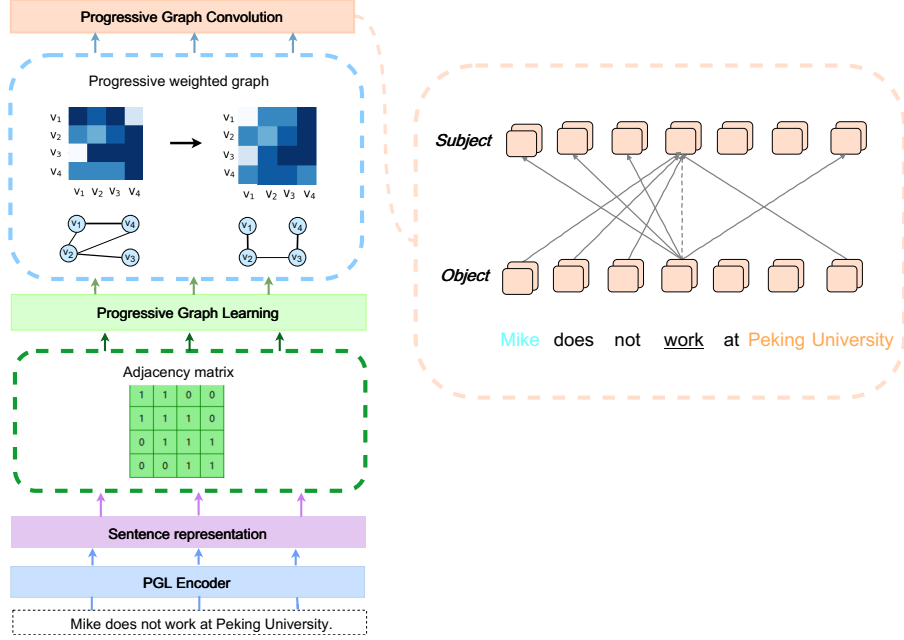 Progressive Graph Convolution
Progressive weighted graph
v1
v2
v3
v4
v1 v2 v3 v4
v1
v2
v3
v4
v1 v2 v3 v4
v1 v4
v2 v3
v1 v4
v2 v3
Progressive Graph Learning
Adjacency matrix
1 1 0 0
1 1 1 0
0 1 1 1
0 0 1 1
Sentence representation
PGL Encoder
Mike does not work at Peking University.
Subject
Object
Mike does not work at Peking University